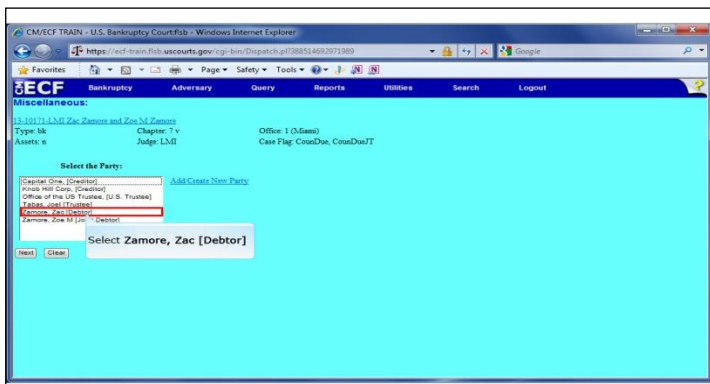 CM/ECF TRAIN - U.S. Bankruptcy Court:flsb - Windows Internet Explorer
https://ecf-train.flsb.uscourts.gov/cgi-bin/Dispatch.pl?388514692971989
Google
Favorites Page Safety Tools
ECF Bankruptcy Adversary Query Reports Utilities Search Logout
Miscellaneous:
13-10171-LMI Zac Zamore and Zoe M Zamore
Type: bk Chapter: 7 v Office: 1 (Miami)
Assets: n Judge: LMI Case Flag: CounDue, CounDueJT
Select the Party:
Capital One, [Creditor] Add/Create New Party
Knob Hill Corp, [Creditor]
Office of the US Trustee, [U.S. Trustee]
Tabas, Joel [Trustee]
Zamore, Zac [Debtor]
Zamore, Zoe M [Jo Debtor]
Select Zamore, Zac [Debtor]
Next Clear